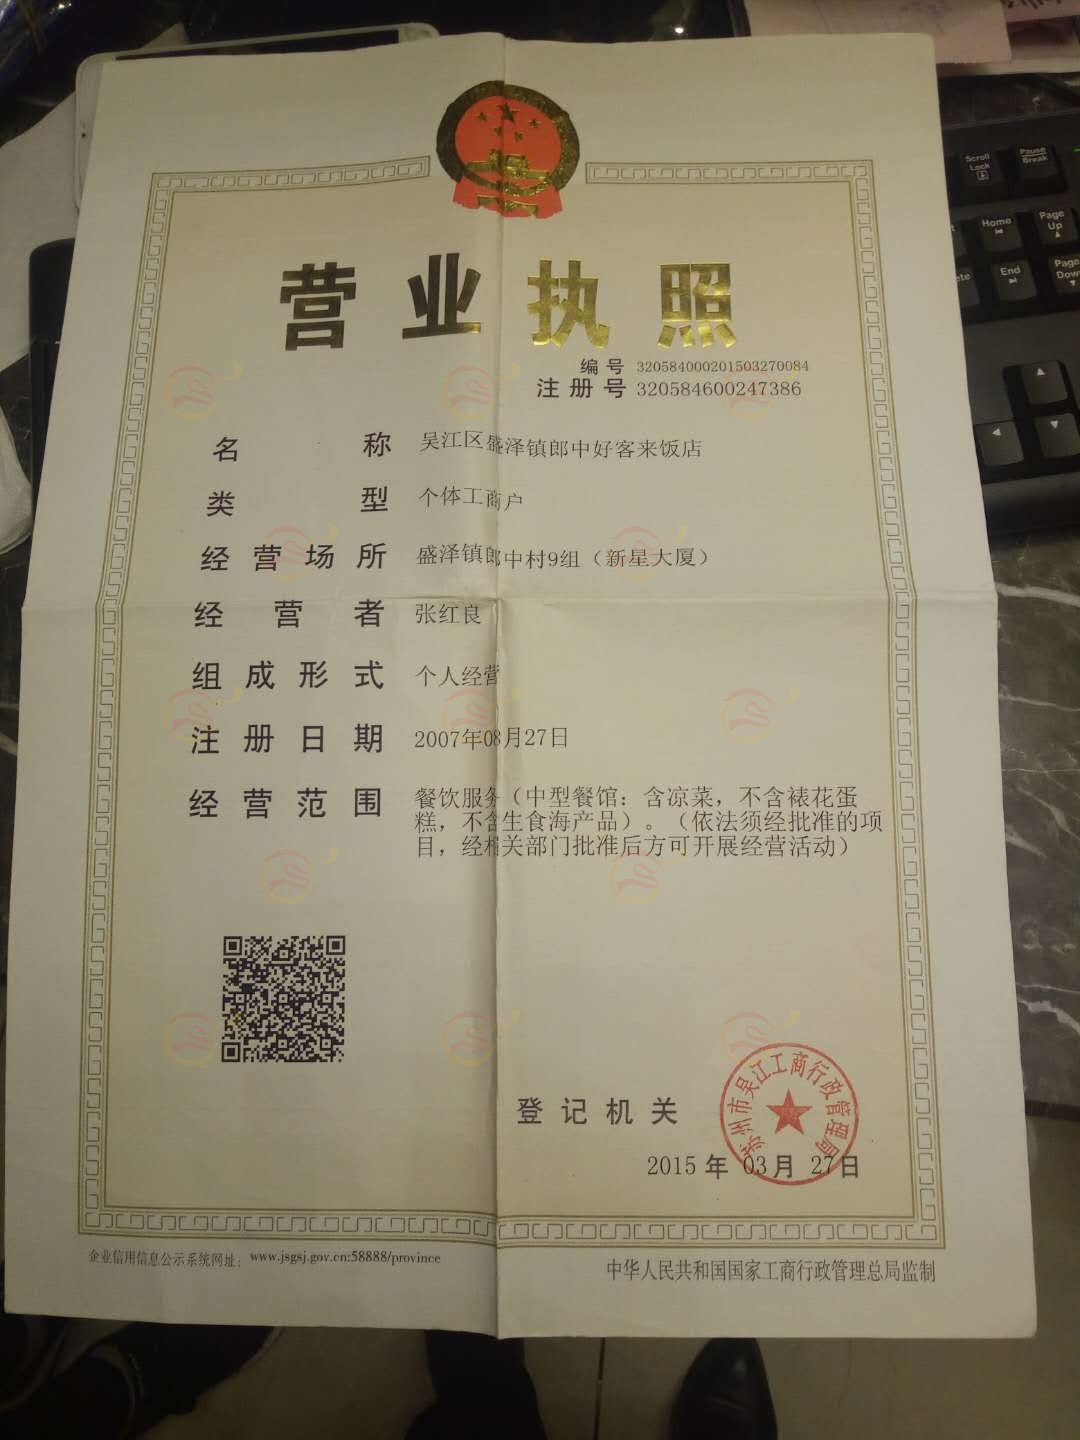 营业执照
编号 320584000201503270084
注册号 320584600247386
名称 吴江区盛泽镇郎中好客来饭店
类型 个体工商户
经营场所 盛泽镇郎中村9组（新星大厦）
经营者 张红良
组成形式 个人经营
注册日期 2007年08月27日
经营范围 餐饮服务（中型餐馆：含凉菜，不含裱花蛋
糕，不含生食海产品）。（依法须经批准的项
目，经相关部门批准后方可开展经营活动）
登记机关
苏州市吴江工商行政管理局
2015年03月27日
企业信用信息公示系统网址： www.jsgsj.gov.cn:58888/province
中华人民共和国国家工商行政管理总局监制
Scroll Lock
Pause Break
Home
Page Up
End
Page Down